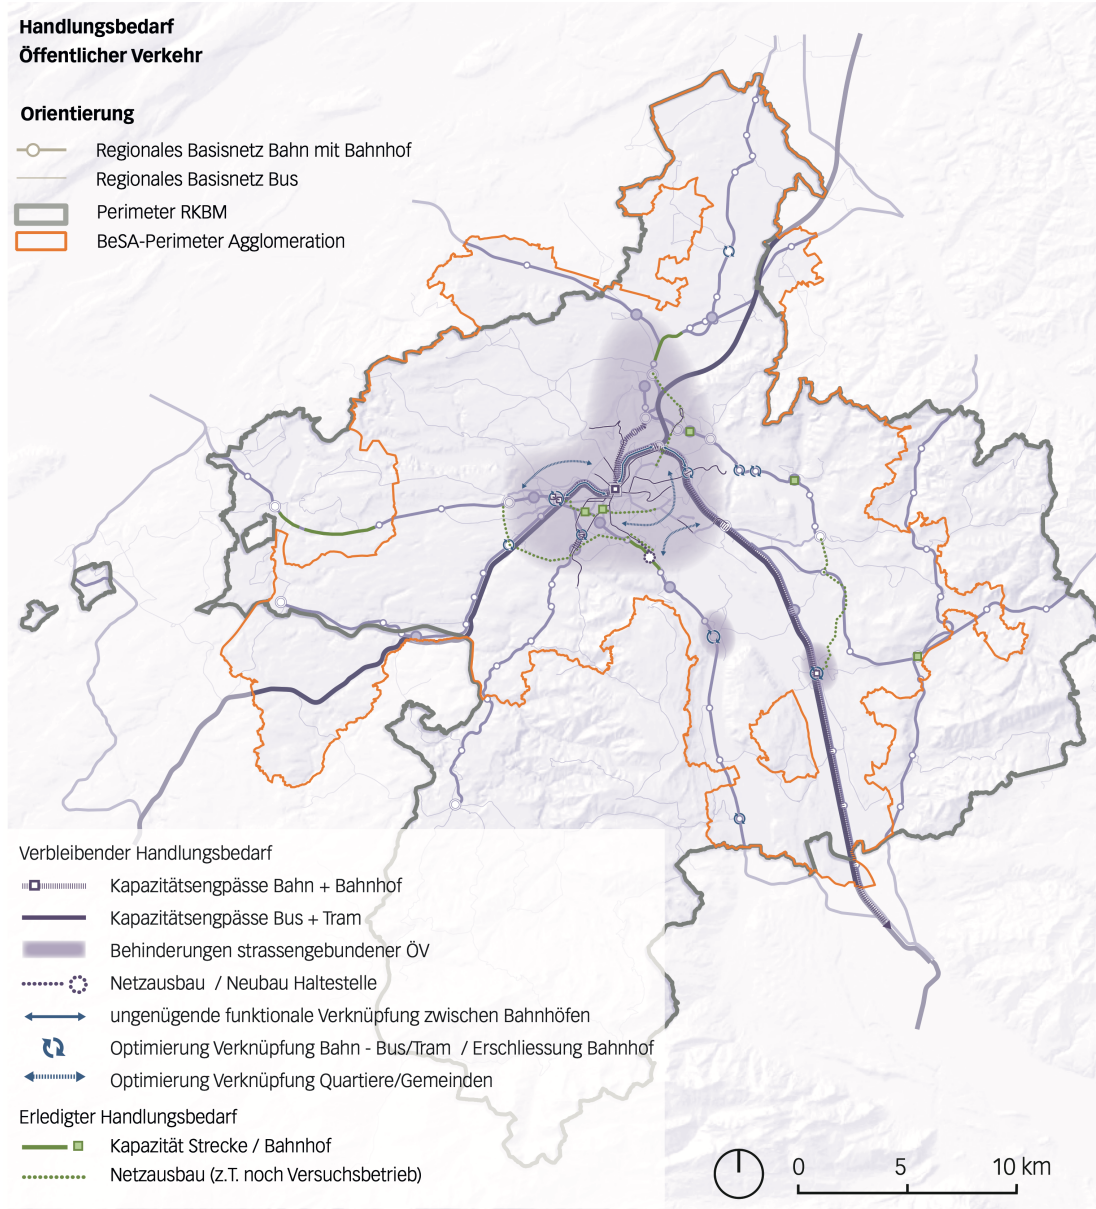 Handlungsbedarf
Öffentlicher Verkehr
Orientierung
Regionales Basisnetz Bahn mit Bahnhof
Regionales Basisnetz Bus
Perimeter RKBM
BeSA-Perimeter Agglomeration
Verbleibender Handlungsbedarf
Kapazitätsengpässe Bahn + Bahnhof
Kapazitätsengpässe Bus + Tram
Behinderungen strassengebundener ÖV
Netzausbau / Neubau Haltestelle
ungenügende funktionale Verknüpfung zwischen Bahnhöfen
Optimierung Verknüpfung Bahn - Bus/Tram / Erschliessung Bahnhof
Optimierung Verknüpfung Quartiere/Gemeinden
Erledigter Handlungsbedarf
Kapazität Strecke / Bahnhof
Netzausbau (z.T. noch Versuchsbetrieb)
0 5 10 km